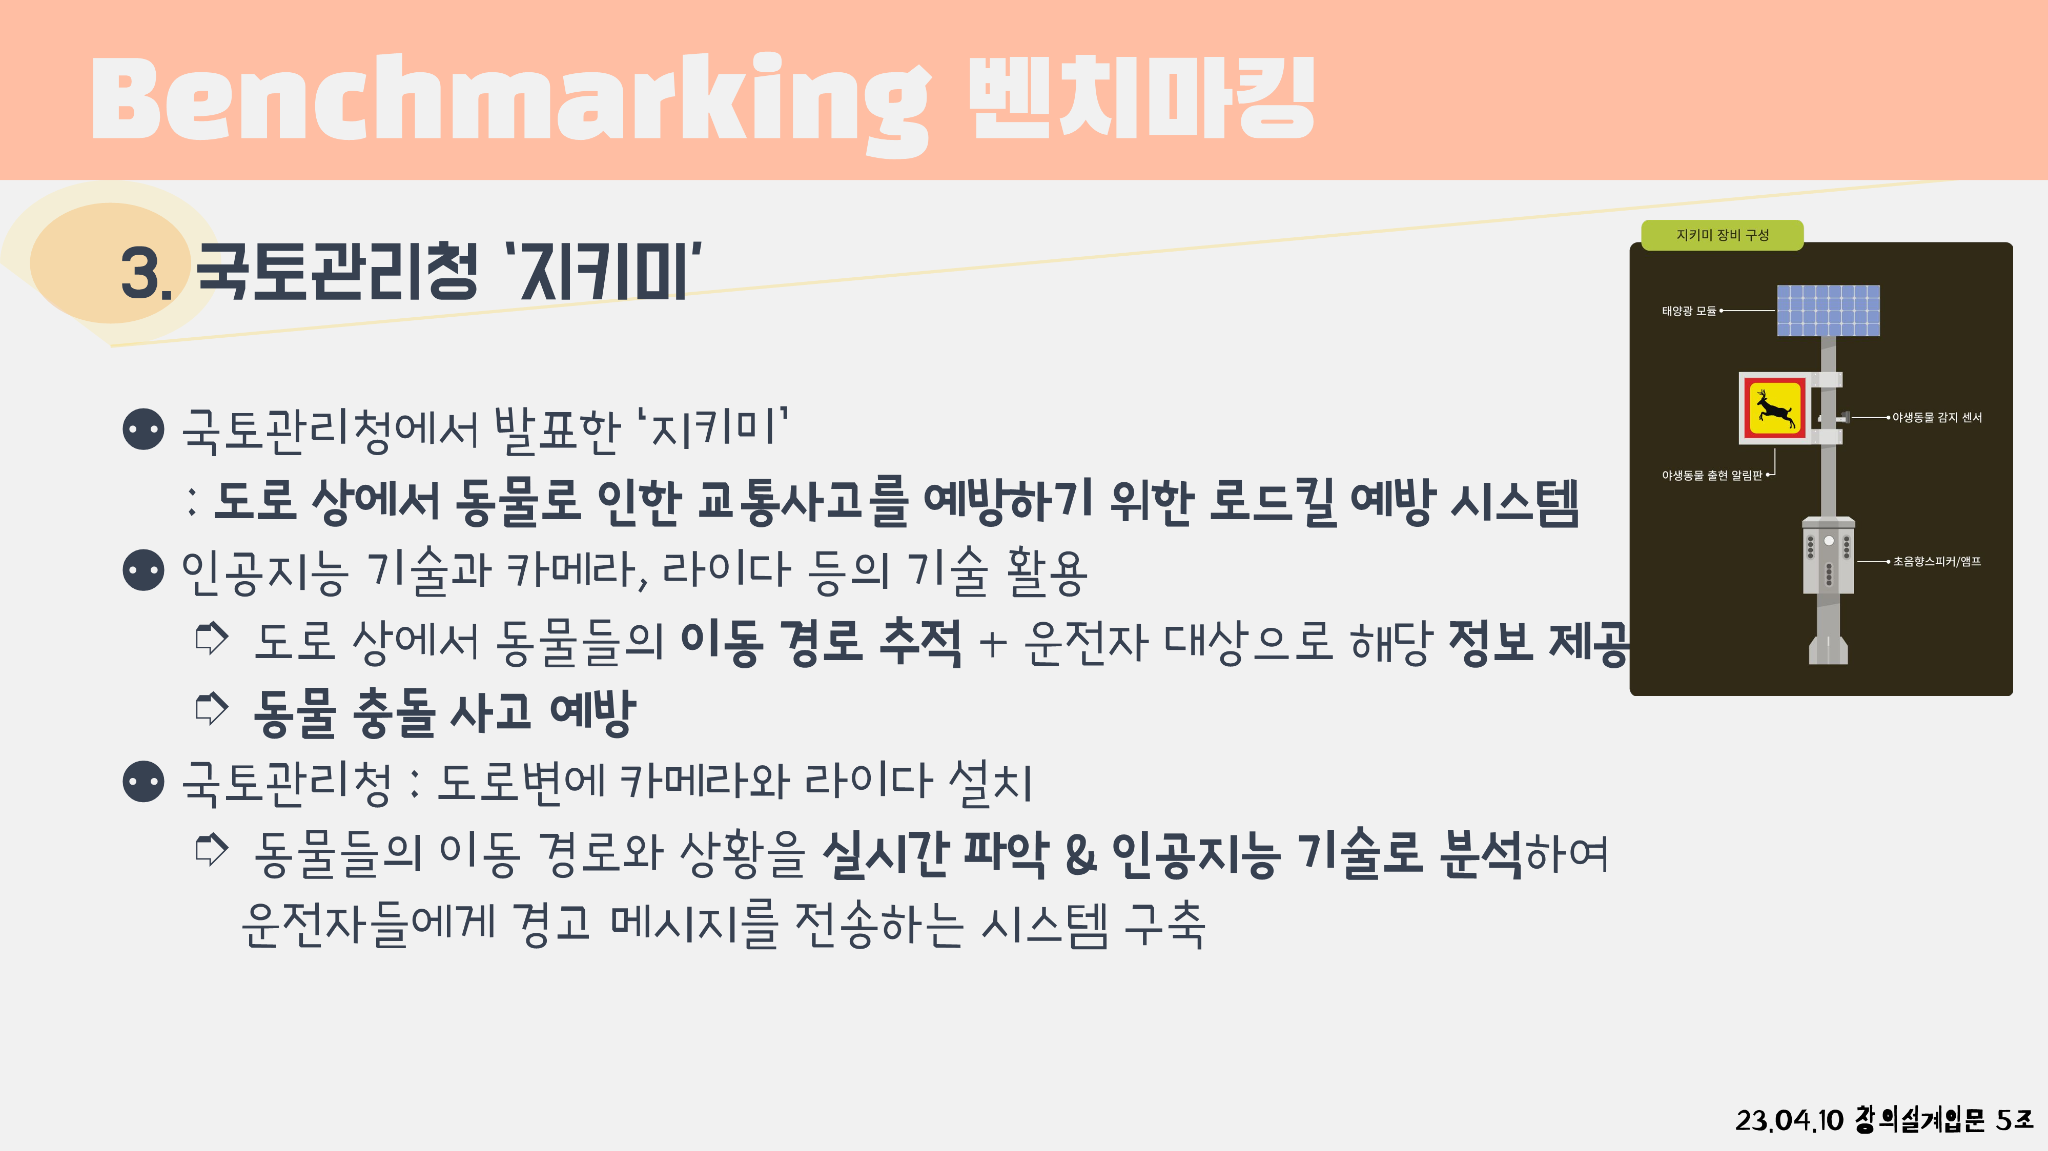 Benchmarking 벤치마킹
3. 국토관리청 ‘지키미’
국토관리청에서 발표한 ‘지키미’
: 도로 상에서 동물로 인한 교통사고를 예방하기 위한 로드킬 예방 시스템
인공지능 기술과 카메라, 라이다 등의 기술 활용
➪ 도로 상에서 동물들의 이동 경로 추적 + 운전자 대상으로 해당 정보 제공
➪ 동물 충돌 사고 예방
국토관리청 : 도로변에 카메라와 라이다 설치
➪ 동물들의 이동 경로와 상황을 실시간 파악 & 인공지능 기술로 분석하여
운전자들에게 경고 메시지를 전송하는 시스템 구축
지키미 장비 구성
태양광 모듈
야생동물 감지 센서
야생동물 출현 알림판
초음향스피커/앰프
23.04.10 창의설계입문 5조